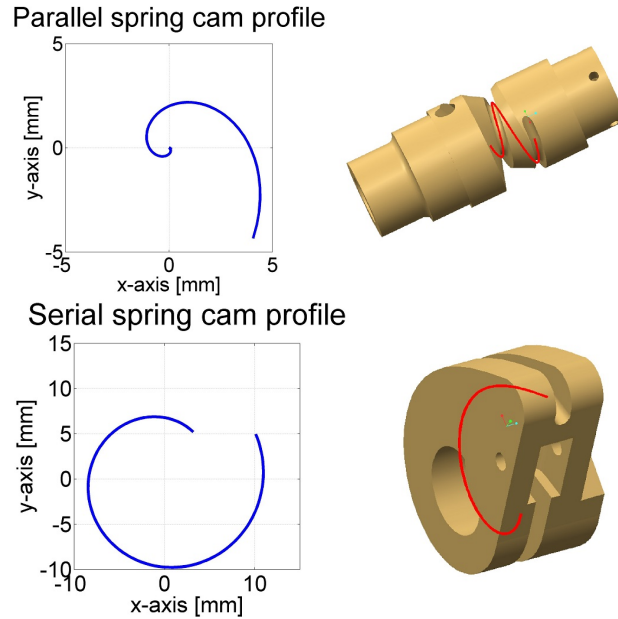 Parallel spring cam profile
5
0
-5
-5
0
5
y-axis [mm]
x-axis [mm]
Serial spring cam profile
15
10
5
0
-5
-10
-10
0
10
y-axis [mm]
x-axis [mm]